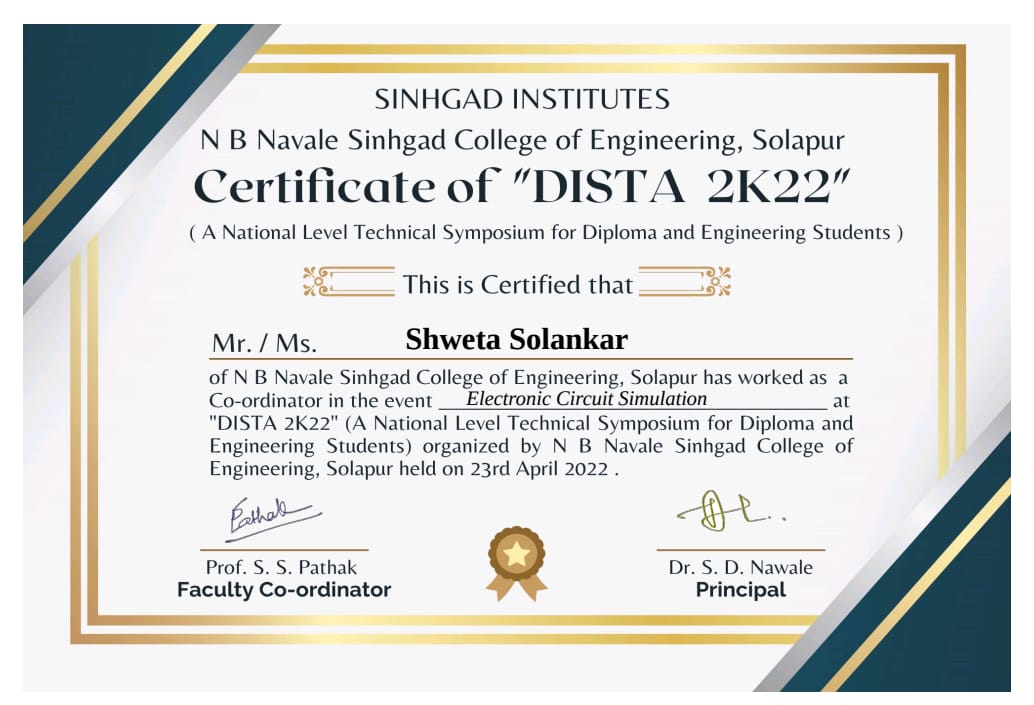 SINHGAD INSTITUTES
N B Navale Sinhgad College of Engineering, Solapur
Certificate of "DISTA 2K22"
( A National Level Technical Symposium for Diploma and Engineering Students )
This is Certified that
Mr. / Ms. Shweta Solankar
of N B Navale Sinhgad College of Engineering, Solapur has worked as a
Co-ordinator in the event Electronic Circuit Simulation at
"DISTA 2K22" (A National Level Technical Symposium for Diploma and
Engineering Students) organized by N B Navale Sinhgad College of
Engineering, Solapur held on 23rd April 2022 .
Pathak
Prof. S. S. Pathak
Faculty Co-ordinator
Dr. S. D. Nawale
Principal